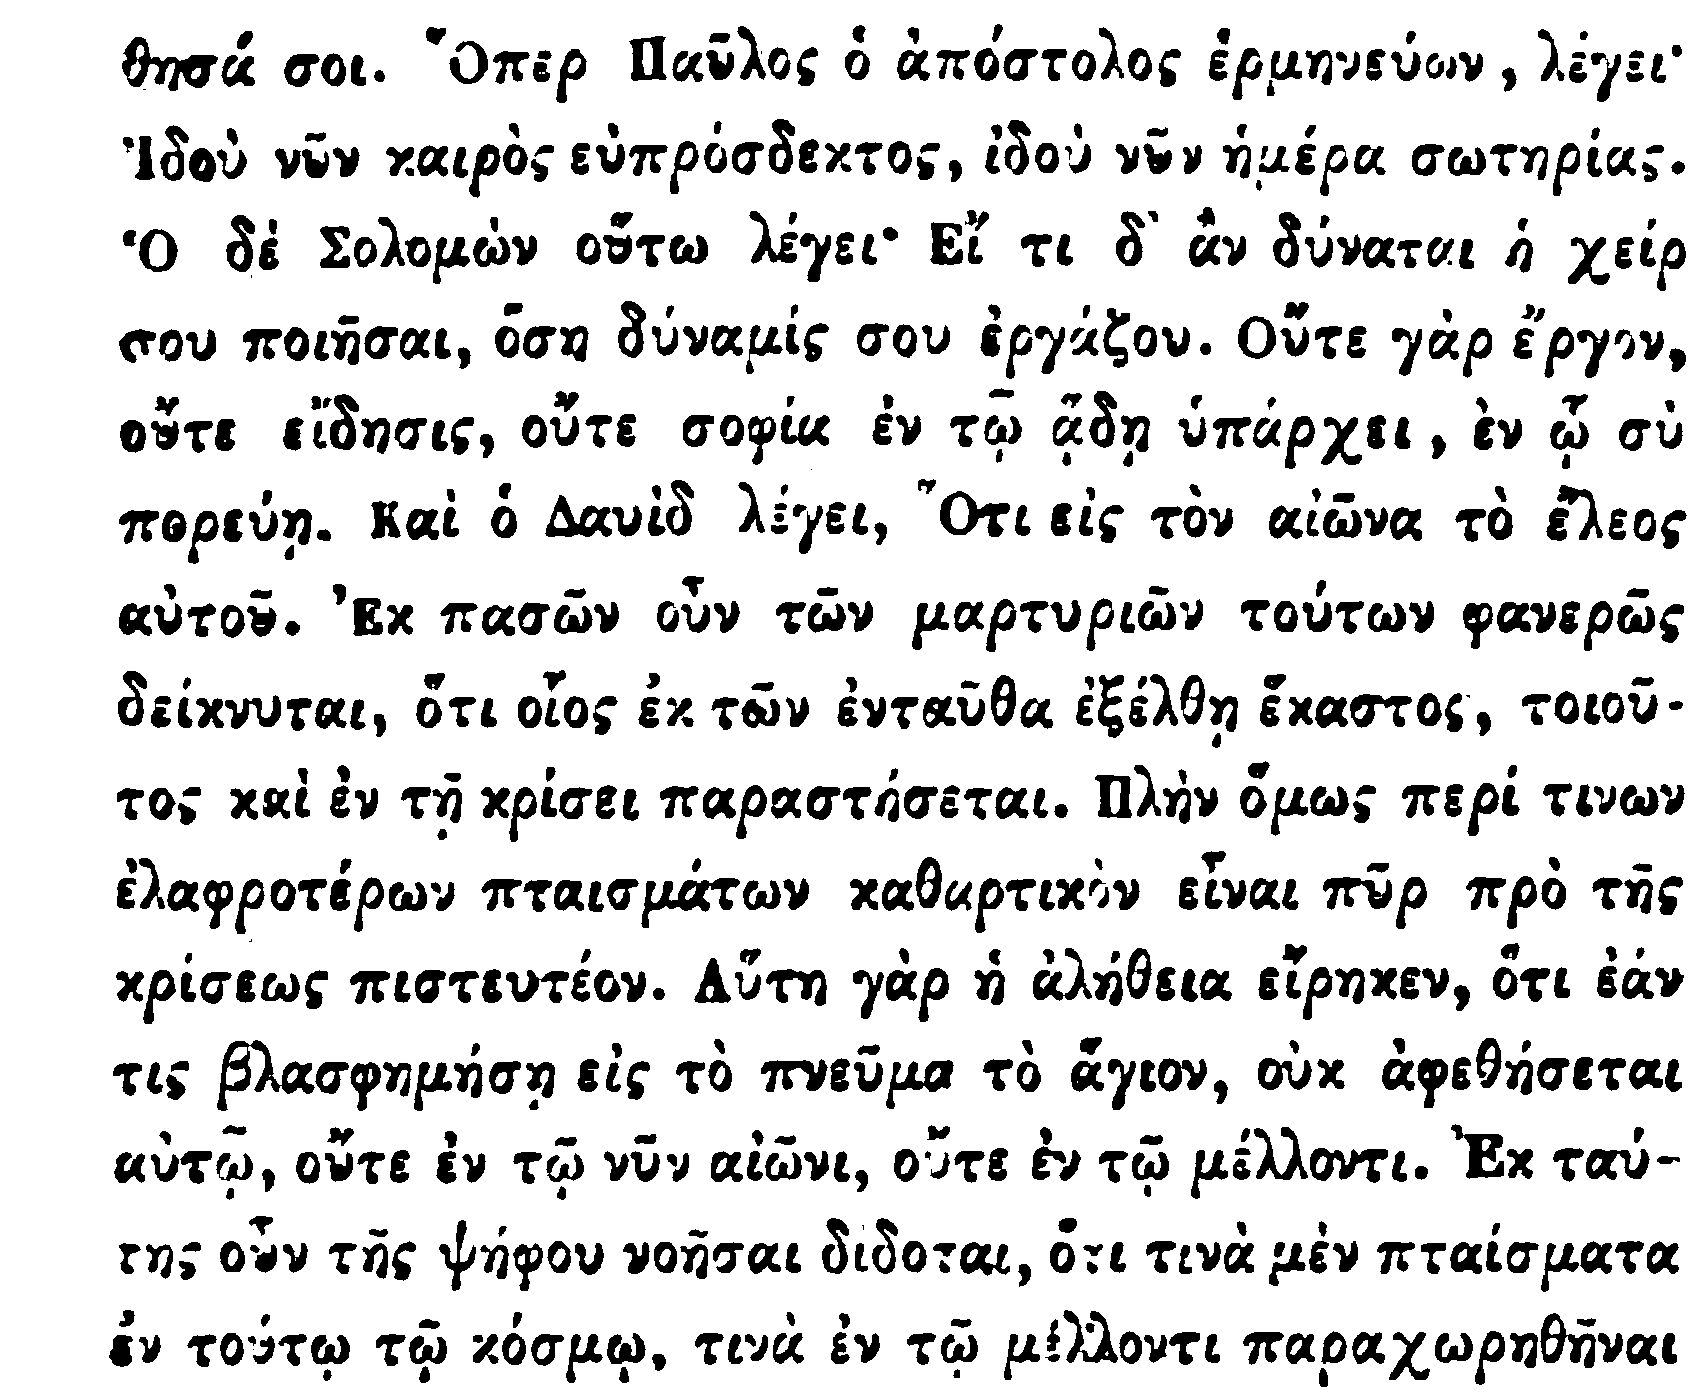 θησά σοι. Ὅπερ Παῦλος ὁ ἀπόστολος ἑρμηνεύων, λέγει·
Ἰδοὺ νῦν καιρὸς εὐπρόσδεκτος, ἰδοὺ νῦν ἡμέρα σωτηρίας.
Ὁ δὲ Σολομὼν οὕτω λέγει· Εἴ τι δ' ἂν δύναται ἡ χείρ
σου ποιῆσαι, ὅση δύναμίς σου ἐργάζου. Οὔτε γὰρ ἔργον,
οὔτε εἴδησις, οὔτε σοφία ἐν τῷ ᾅδῃ ὑπάρχει, ἐν ᾧ σὺ
πορεύῃ. Καὶ ὁ Δαυὶδ λέγει, Ὅτι εἰς τὸν αἰῶνα τὸ ἔλεος
αὐτοῦ. Ἐκ πασῶν οὖν τῶν μαρτυριῶν τούτων φανερῶς
δείκνυται, ὅτι οἷος ἐκ τῶν ἐνταῦθα ἐξέλθῃ ἕκαστος, τοιοῦ-
τος καὶ ἐν τῇ κρίσει παραστήσεται. Πλὴν ὅμως περί τινων
ἐλαφροτέρων πταισμάτων καθαρτικὸν εἶναι πῦρ πρὸ τῆς
κρίσεως πιστευτέον. Αὕτη γὰρ ἡ ἀλήθεια εἴρηκεν, ὅτι ἐάν
τις βλασφημήσῃ εἰς τὸ πνεῦμα τὸ ἅγιον, οὐκ ἀφεθήσεται
αὐτῷ, οὔτε ἐν τῷ νῦν αἰῶνι, οὔτε ἐν τῷ μέλλοντι. Ἐκ ταύ-
της οὖν τῆς ψήφου νοῆσαι δίδοται, ὅτι τινὰ μὲν πταίσματα
ἐν τούτῳ τῷ κόσμῳ, τινὰ ἐν τῷ μέλλοντι παραχωρηθῆναι